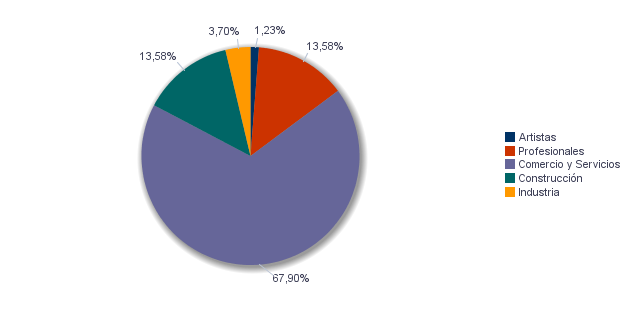 3,70%
1,23%
13,58%
13,58%
67,90%
Artistas
Profesionales
Comercio y Servicios
Construcción
Industria